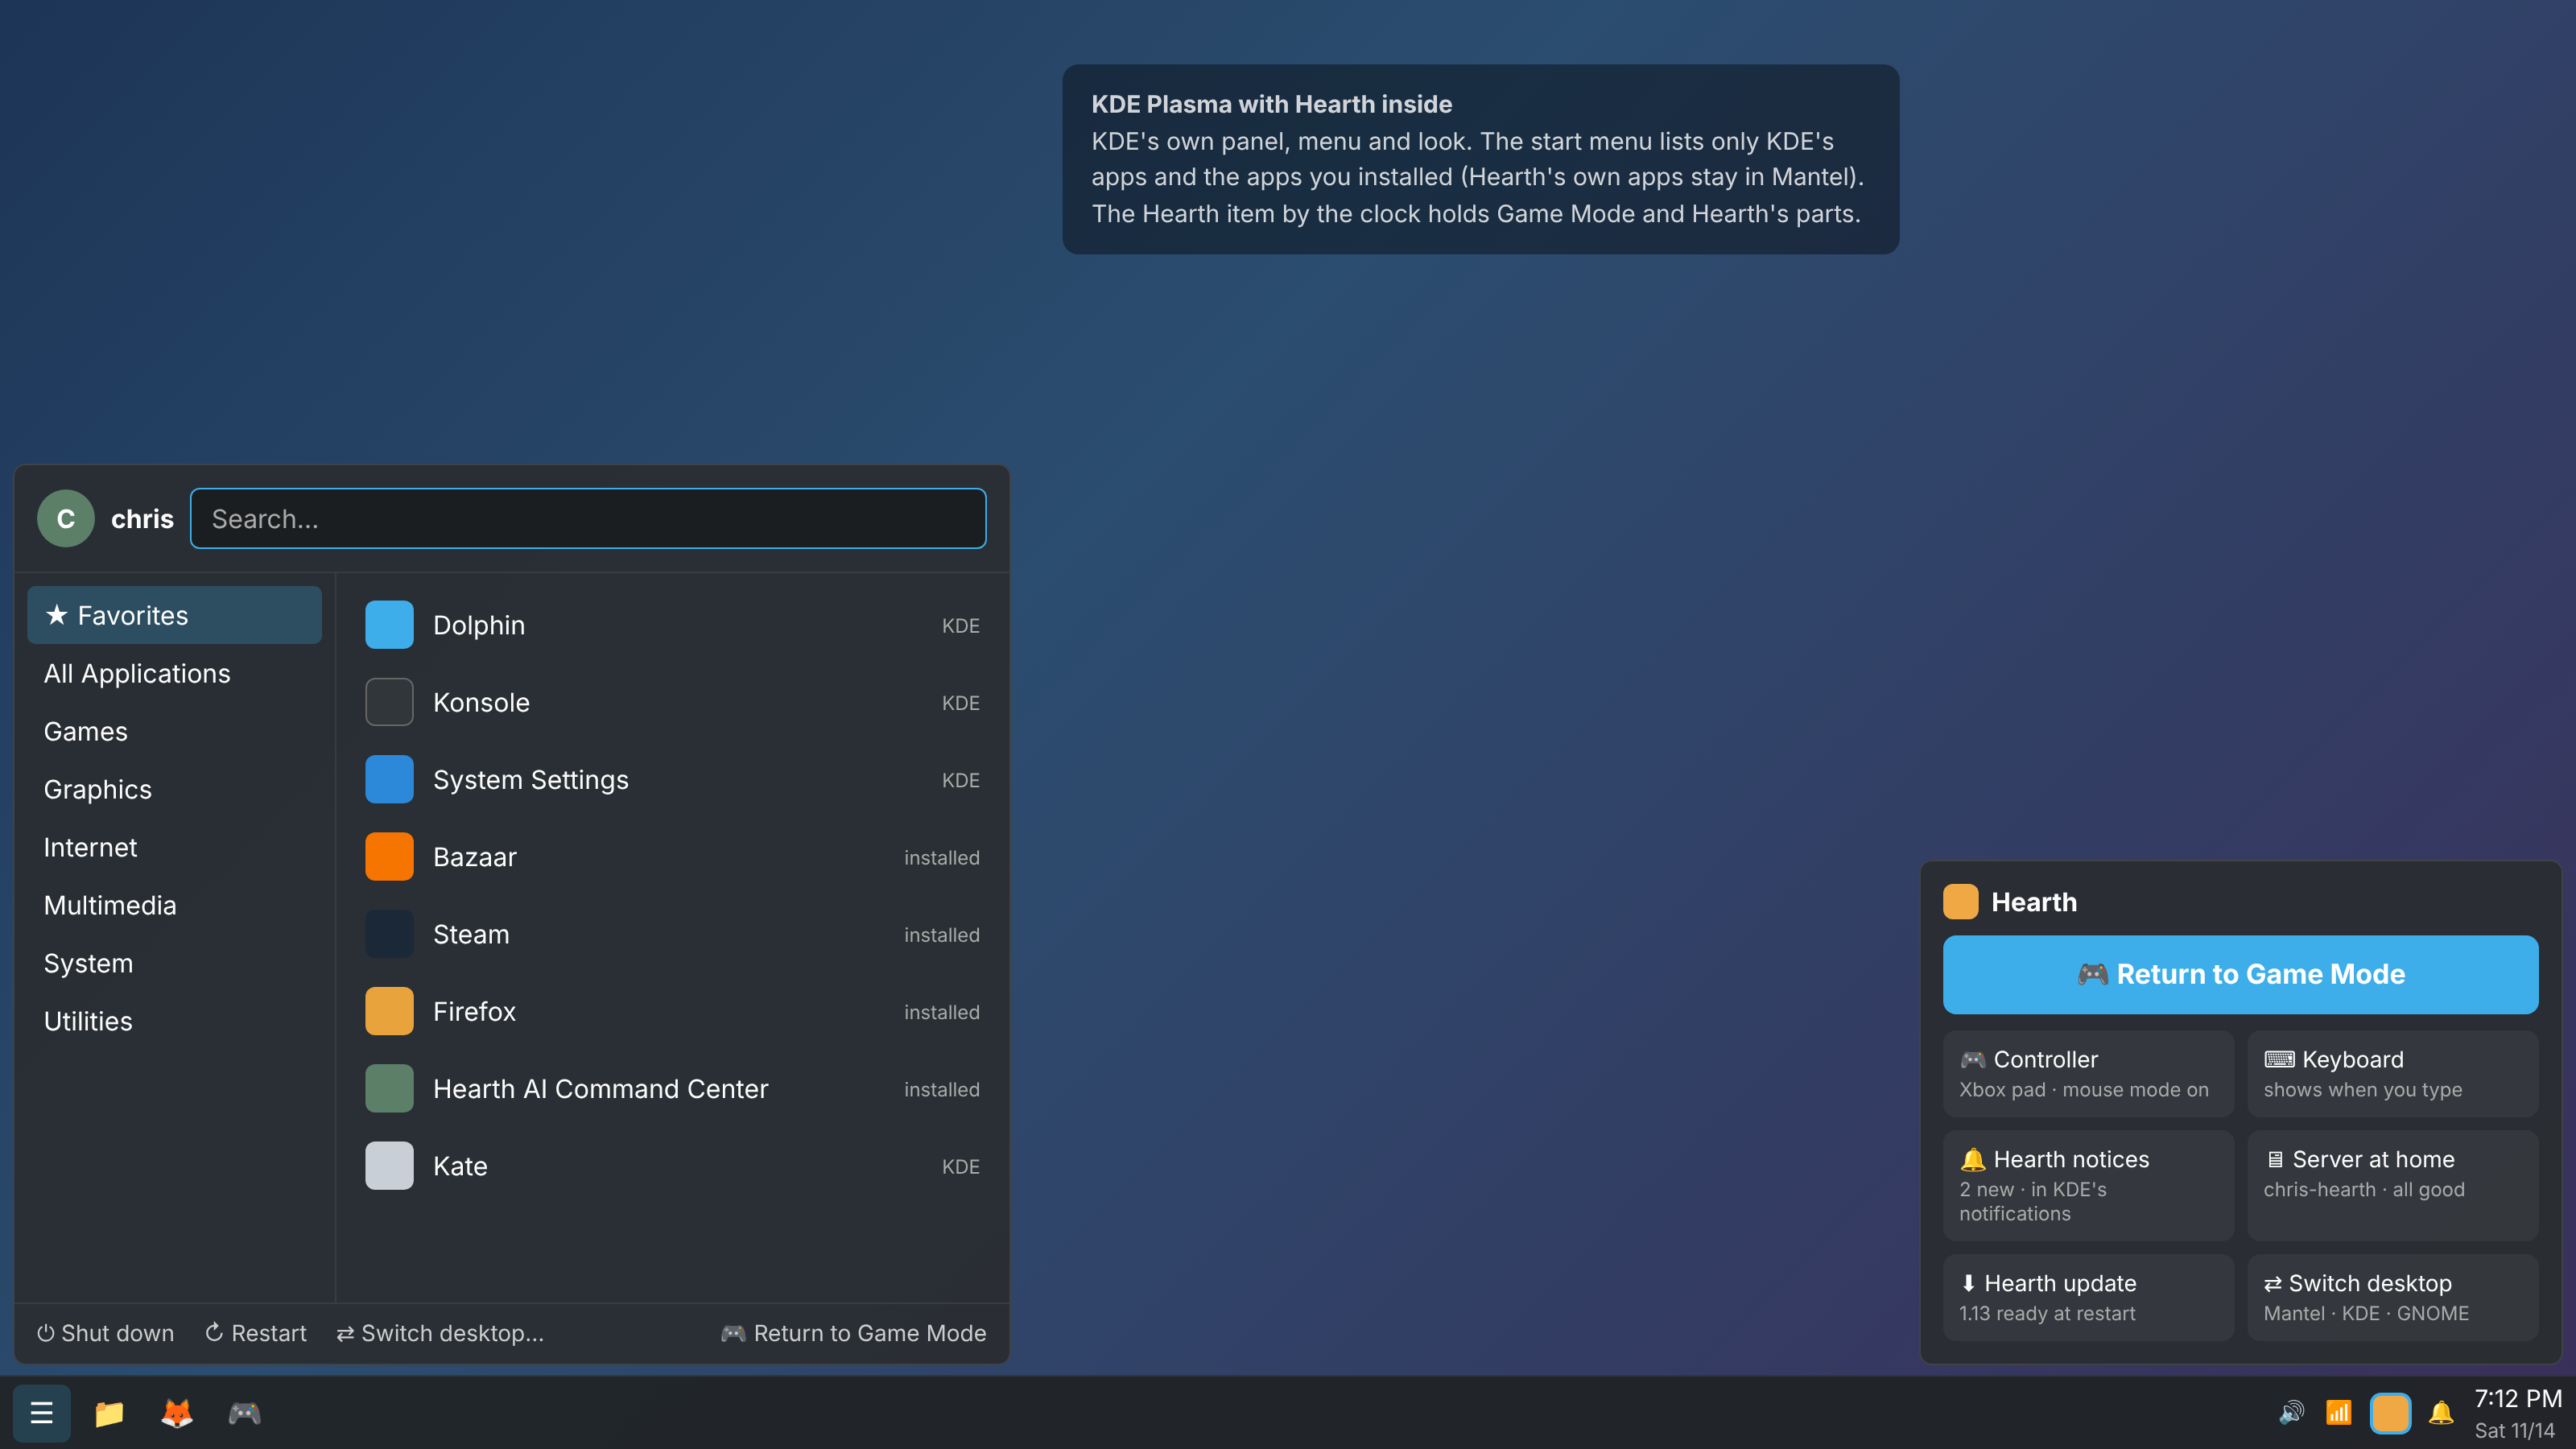 KDE Plasma with Hearth inside
KDE's own panel, menu and look. The start menu lists only KDE's
apps and the apps you installed (Hearth's own apps stay in Mantel).
The Hearth item by the clock holds Game Mode and Hearth's parts.
C chris Search...
★ Favorites
All Applications
Games
Graphics
Internet
Multimedia
System
Utilities
Dolphin KDE
Konsole KDE
System Settings KDE
Bazaar installed
Steam installed
Firefox installed
Hearth AI Command Center installed
Kate KDE
Shut down Restart Switch desktop... Return to Game Mode
Hearth
Return to Game Mode
Controller
Xbox pad · mouse mode on
Keyboard
shows when you type
Hearth notices
2 new · in KDE's
notifications
Server at home
chris-hearth · all good
Hearth update
1.13 ready at restart
Switch desktop
Mantel · KDE · GNOME
7:12 PM
Sat 11/14